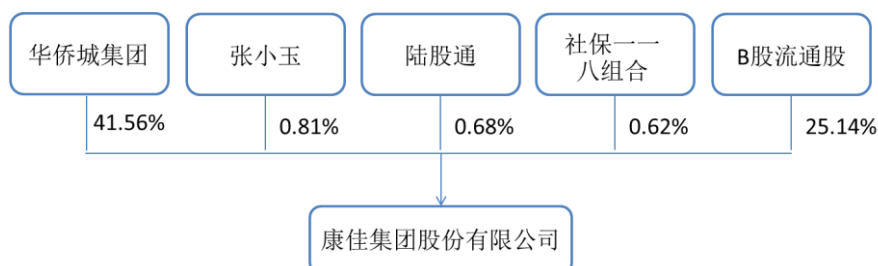 华侨城集团
张小玉
陆股通
社保一一
八组合
B股流通股
41.56%
0.81%
0.68%
0.62%
25.14%
康佳集团股份有限公司